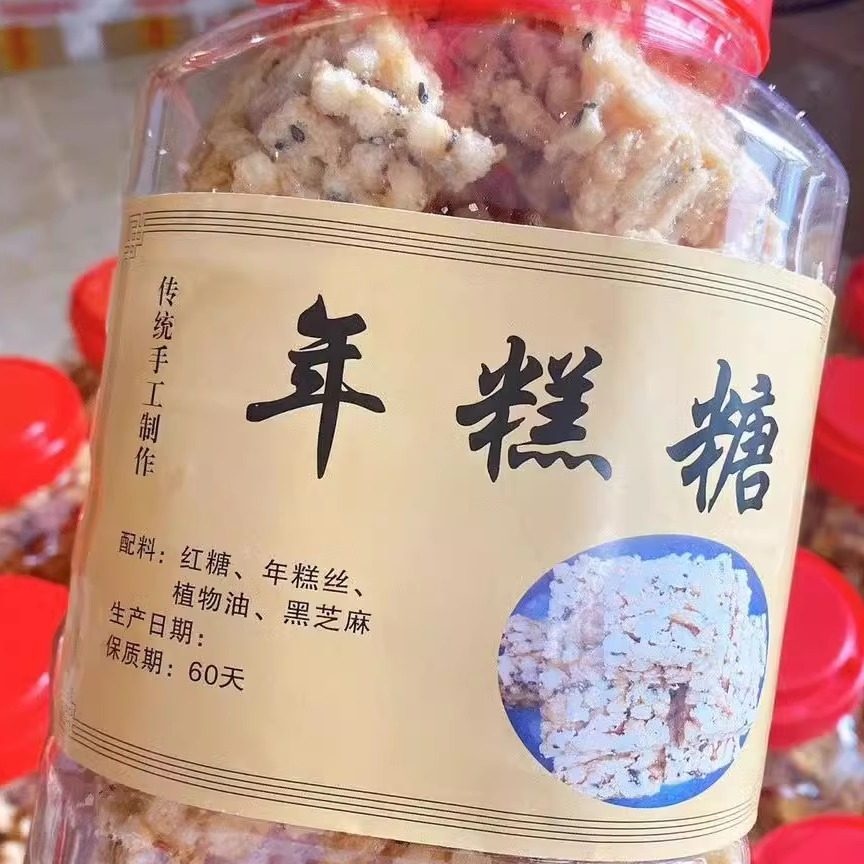 传统手工制作
年糕糖
配料：红糖、年糕丝、
植物油、黑芝麻
生产日期：
保质期：60天